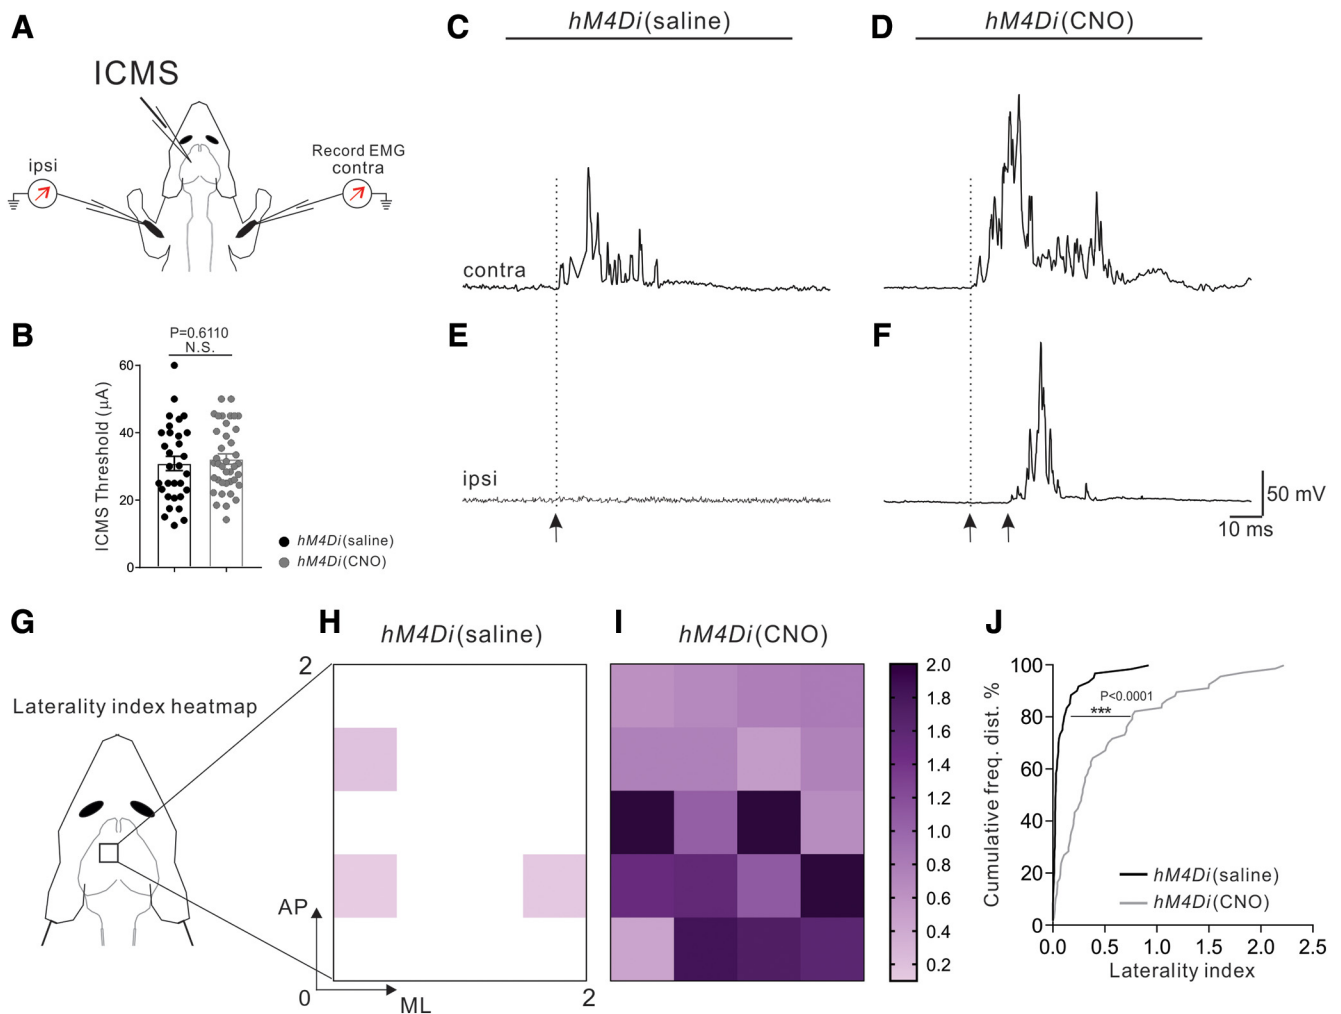 A
ICMS
ipsi
Record EMG
contra
B
P=0.6110
N.S.
ICMS Threshold (μA)
60
40
20
0
hM4Di(saline)
hM4Di(CNO)
C
hM4Di(saline)
contra
D
hM4Di(CNO)
E
ipsi
F
50 mV
10 ms
G
Laterality index heatmap
H
hM4Di(saline)
2
AP
0
ML
2
I
hM4Di(CNO)
2.0
1.8
1.6
1.4
1.2
1.0
0.8
0.6
0.4
0.2
J
Cumulative freq. dist. %
100
80
60
40
20
0
P<0.0001
***
hM4Di(saline)
hM4Di(CNO)
0.0
0.5
1.0
1.5
2.0
2.5
Laterality index